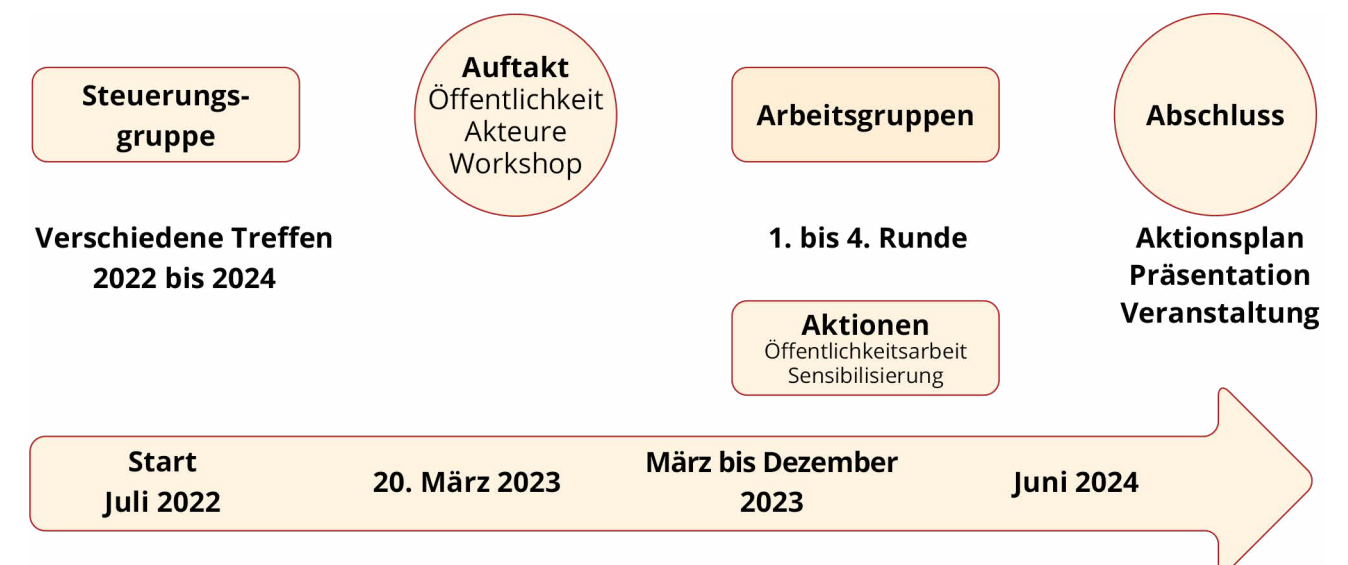 Steuerungs-
gruppe
Verschiedene Treffen
2022 bis 2024
Auftakt
Öffentlichkeit
Akteure
Workshop
Arbeitsgruppen
1. bis 4. Runde
Aktionen
Öffentlichkeitsarbeit
Sensibilisierung
Abschluss
Aktionsplan
Präsentation
Veranstaltung
Start
Juli 2022
20. März 2023
März bis Dezember
2023
Juni 2024